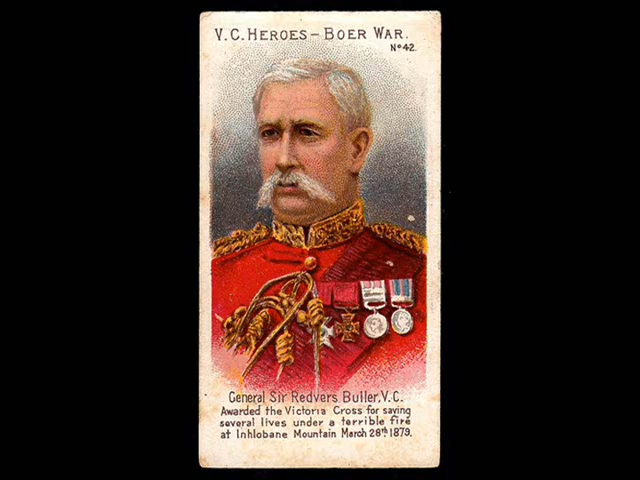 V.C. HEROES – BOER WAR.
No 42.
General Sir Redvers Buller, V.C.
Awarded the Victoria Cross for saving
several lives under a terrible fire
at Inhlobane Mountain March 28th 1879.